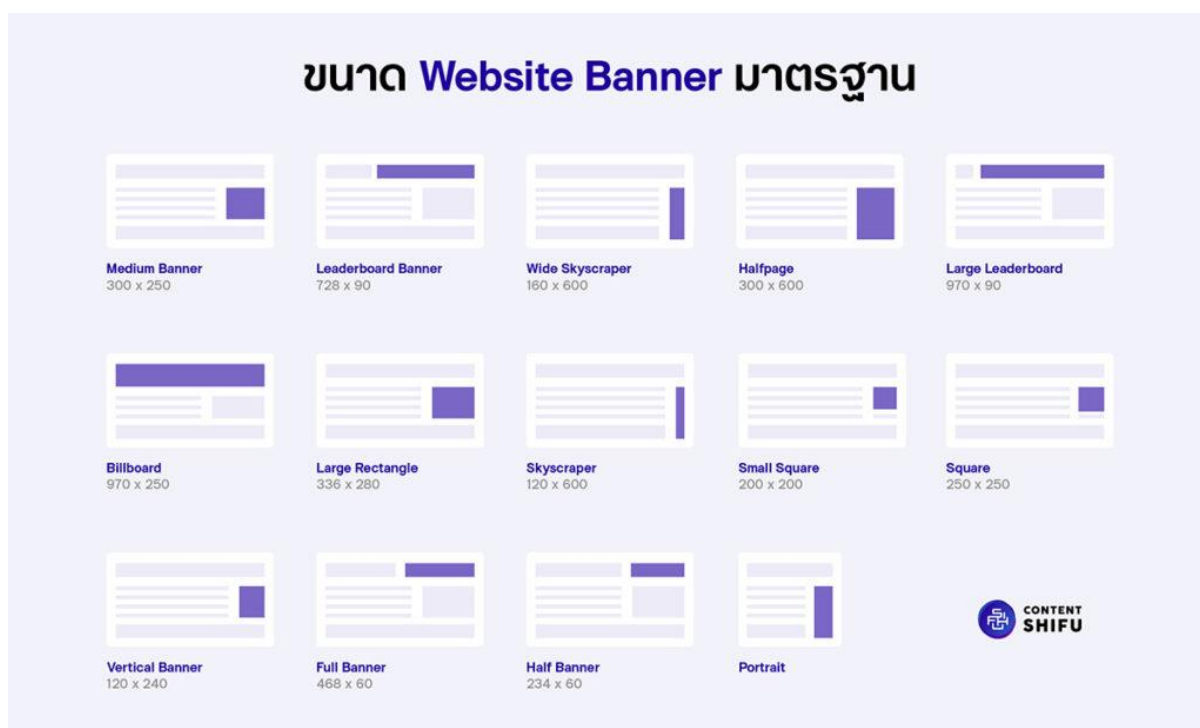 ขนาด Website Banner มาตรฐาน
Medium Banner
300 x 250
Leaderboard Banner
728 x 90
Wide Skyscraper
160 x 600
Halfpage
300 x 600
Large Leaderboard
970 x 90
Billboard
970 x 250
Large Rectangle
336 x 280
Skyscraper
120 x 600
Small Square
200 x 200
Square
250 x 250
Vertical Banner
120 x 240
Full Banner
468 x 60
Half Banner
234 x 60
Portrait
CONTENT
SHIFU